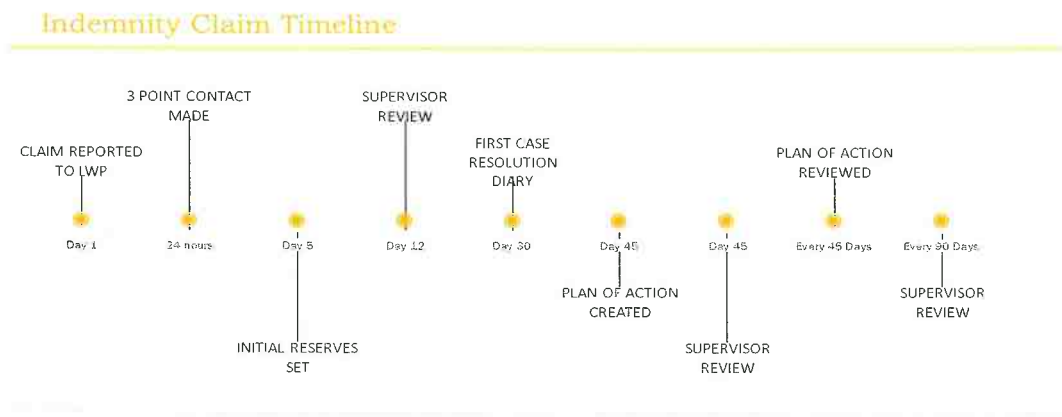 Indemnity Claim Timeline
3 POINT CONTACT
MADE
SUPERVISOR
REVIEW
CLAIM REPORTED
TO LWP
FIRST CASE
RESOLUTION
DIARY
PLAN OF ACTION
REVIEWED
Day 1
24 hours
Day 5
Day 12
Day 30
Day 45
Day 45
Every 45 Days
Every 90 Days
PLAN OF ACTION
CREATED
SUPERVISOR
REVIEW
INITIAL RESERVES
SET
SUPERVISOR
REVIEW